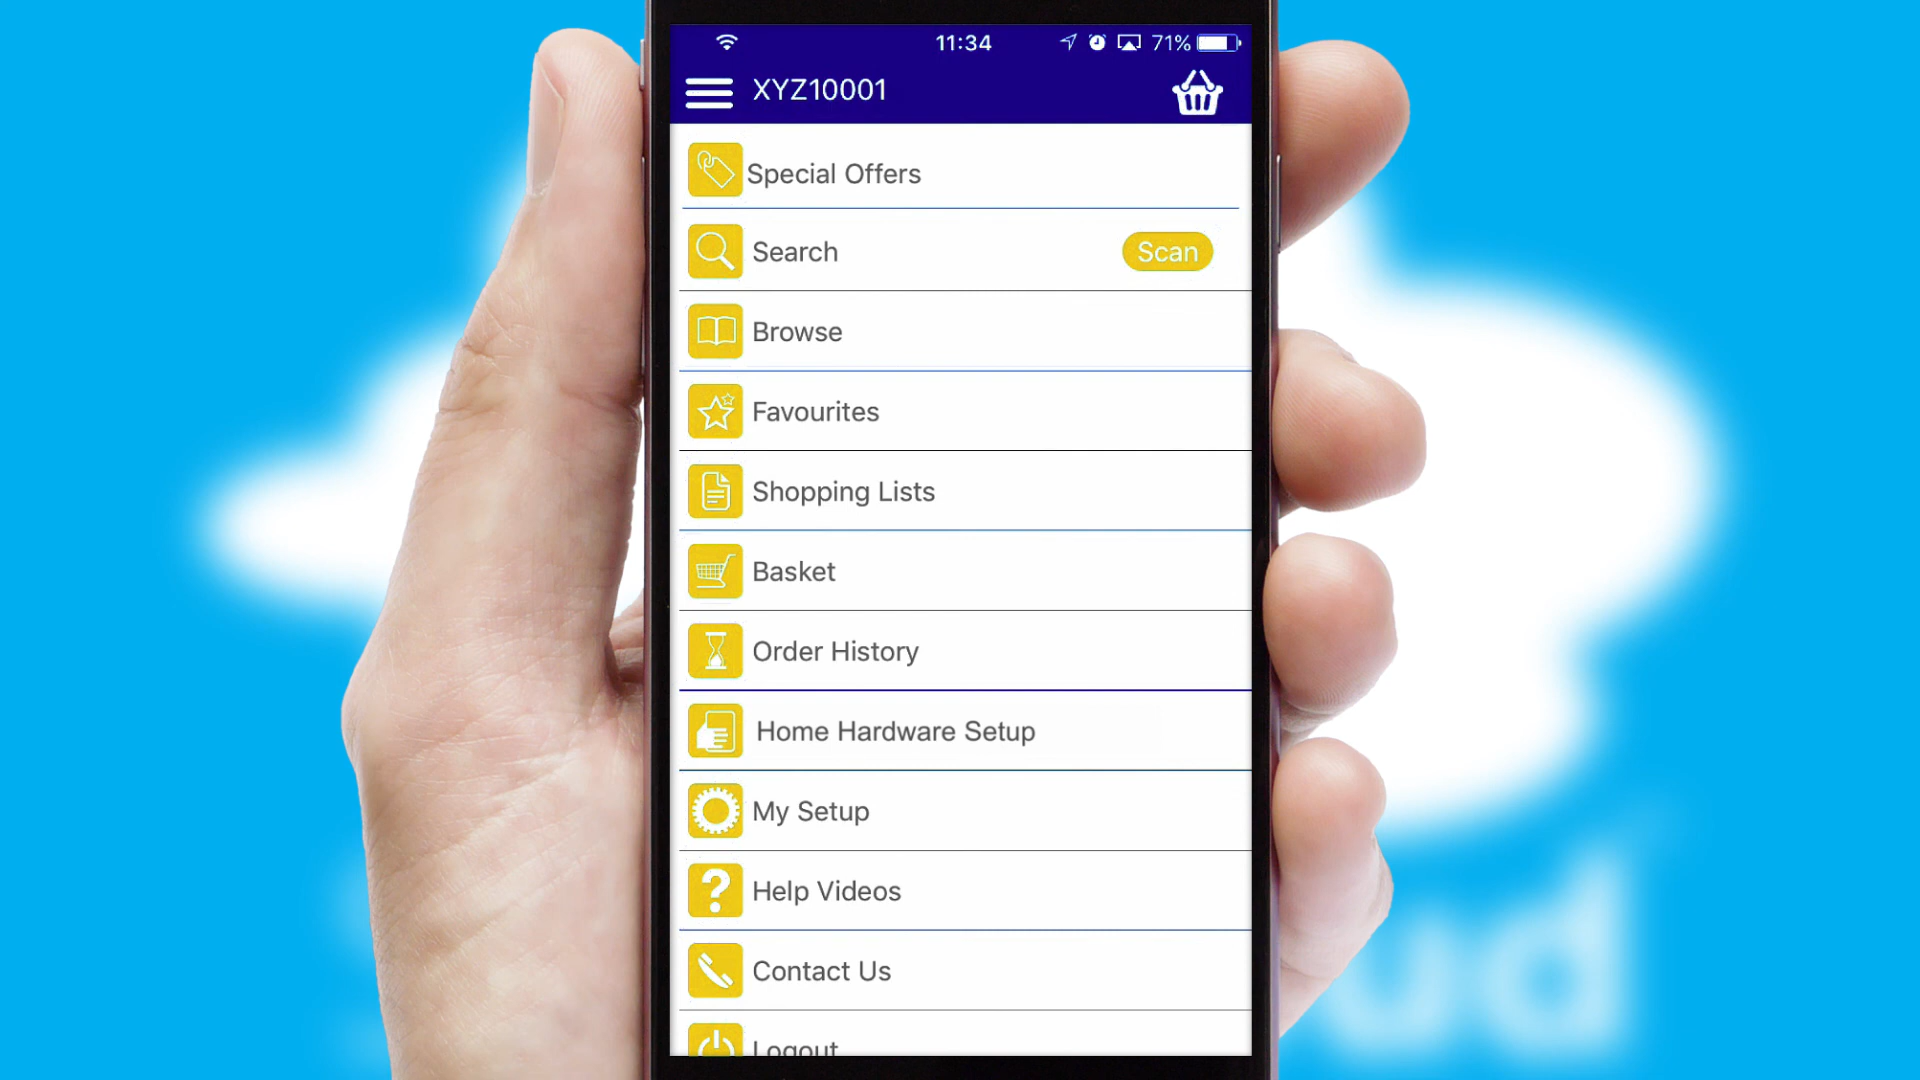 11:34 71%
XYZ10001
Special Offers
Search Scan
Browse
Favourites
Shopping Lists
Basket
Order History
Home Hardware Setup
My Setup
Help Videos
Contact Us
Logout
ud